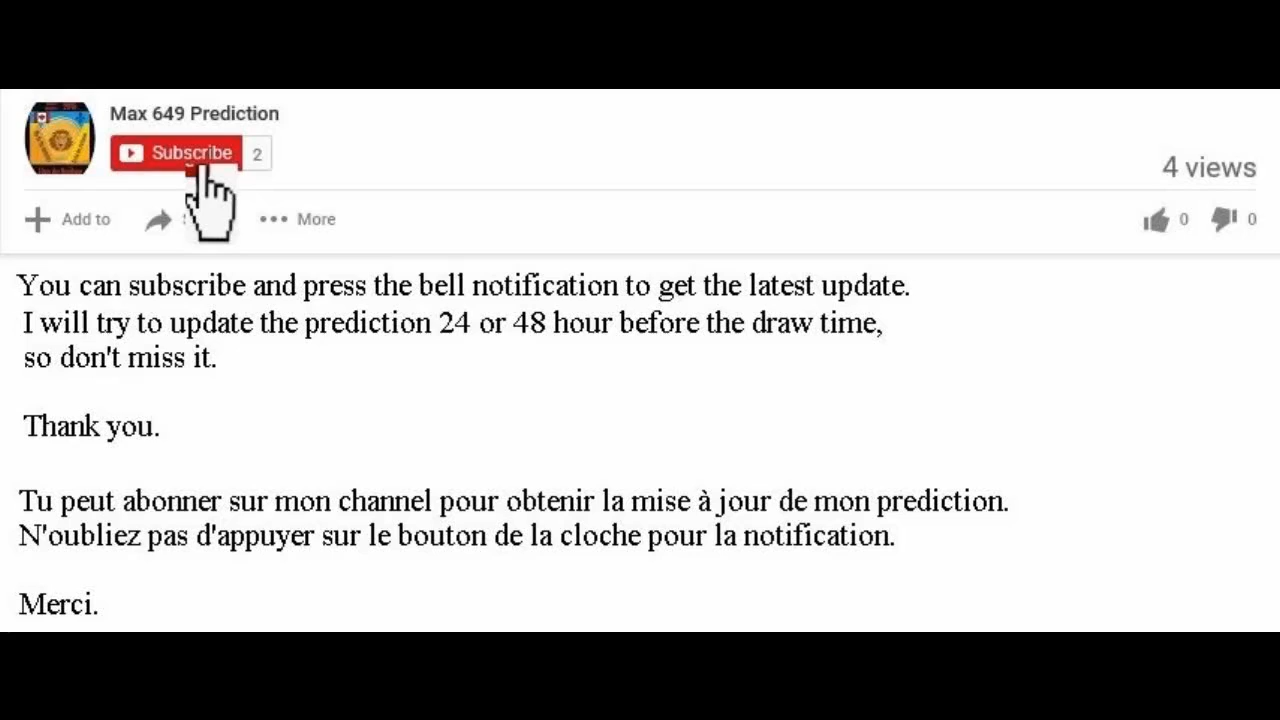 Max 649 Prediction
Subscribe 2
4 views
Add to
More
0 0
You can subscribe and press the bell notification to get the latest update.
I will try to update the prediction 24 or 48 hour before the draw time,
so don't miss it.
Thank you.
Tu peut abonner sur mon channel pour obtenir la mise à jour de mon prediction.
N'oubliez pas d'appuyer sur le bouton de la cloche pour la notification.
Merci.